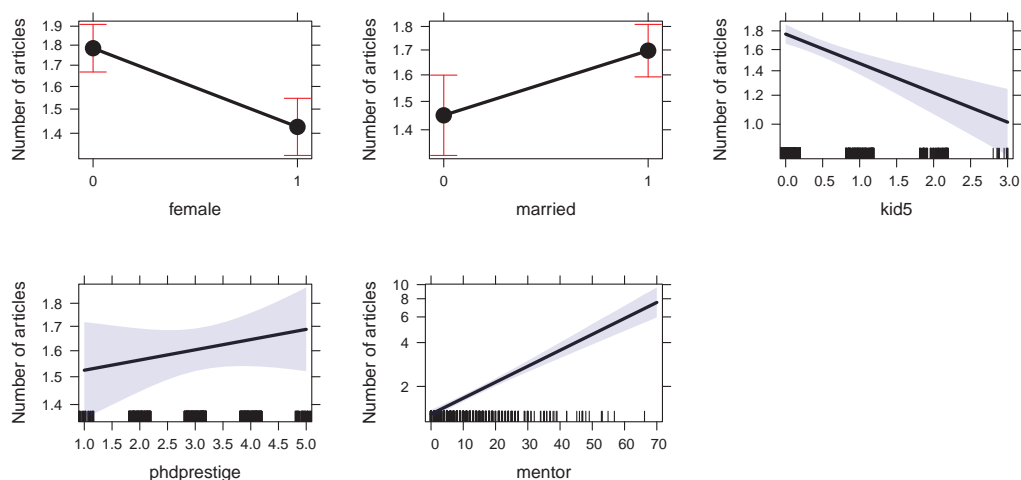 Number of articles
1.9
1.8
1.7
1.6
1.5
1.4
0 1
female
Number of articles
1.8
1.7
1.6
1.5
1.4
0 1
married
Number of articles
1.8
1.6
1.4
1.2
1.0
0.0 0.5 1.0 1.5 2.0 2.5 3.0
kid5
Number of articles
1.8
1.7
1.6
1.5
1.4
1.0 1.5 2.0 2.5 3.0 3.5 4.0 4.5 5.0
phdprestige
Number of articles
10
8
6
4
2
0 10 20 30 40 50 60 70
mentor